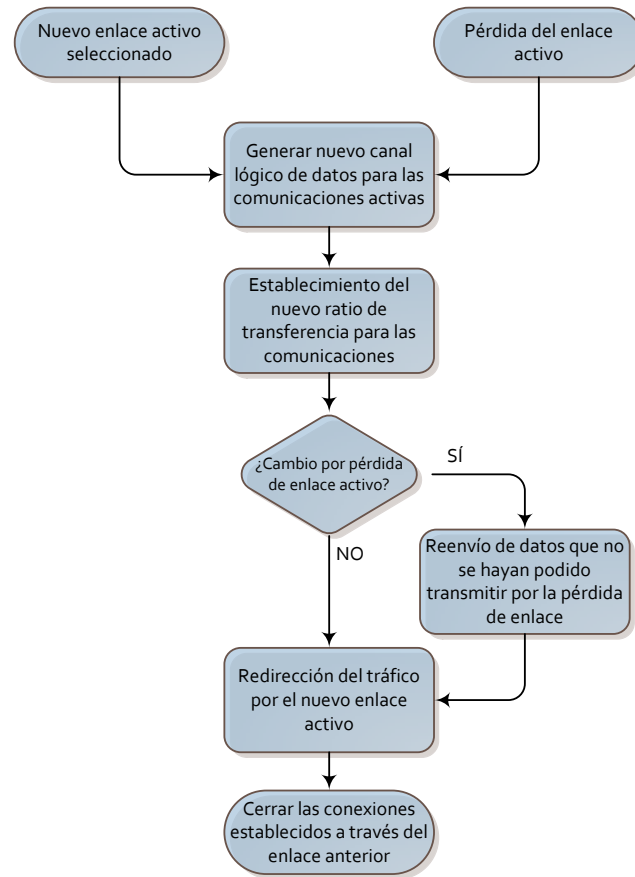 Nuevo enlace activo
seleccionado
Pérdida del enlace
activo
Generar nuevo canal
lógico de datos para las
comunicaciones activas
Establecimiento del
nuevo ratio de
transferencia para las
comunicaciones
¿Cambio por pérdida
de enlace activo?
SÍ
NO
Reenvío de datos que no
se hayan podido
transmitir por la pérdida
de enlace
Redirección del tráfico
por el nuevo enlace
activo
Cerrar las conexiones
establecidos a través del
enlace anterior